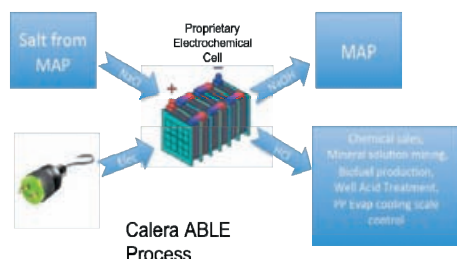 Salt from
MAP
NaCl
Proprietary
Electrochemical
Cell
+
-
NaOH
MAP
Elec
HCl
Chemical sales,
Mineral solution mining,
Biofuel production,
Well Acid Treatment,
PP Evap cooling scale
control
Calera ABLE
Process